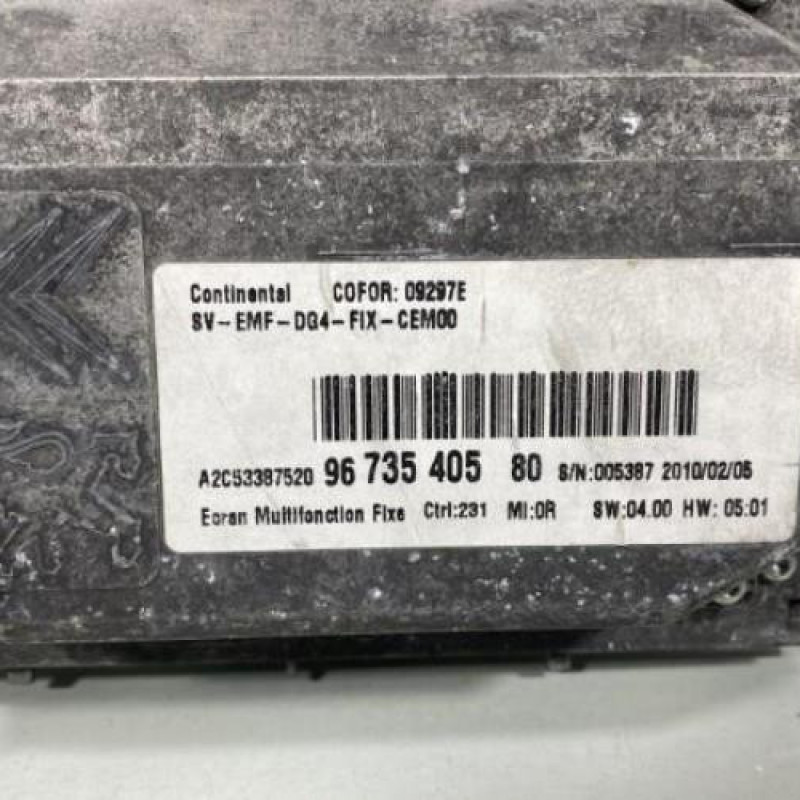 Continental COFOR: 09297E
SV-EMF-DG4-FIX-CEM00
A2C53387520 96 735 405 80 S/N:005387 2010/02/05
Ecran Multifonction Fixe Ctrl:231 MI:0R SW:04.00 HW: 05:01